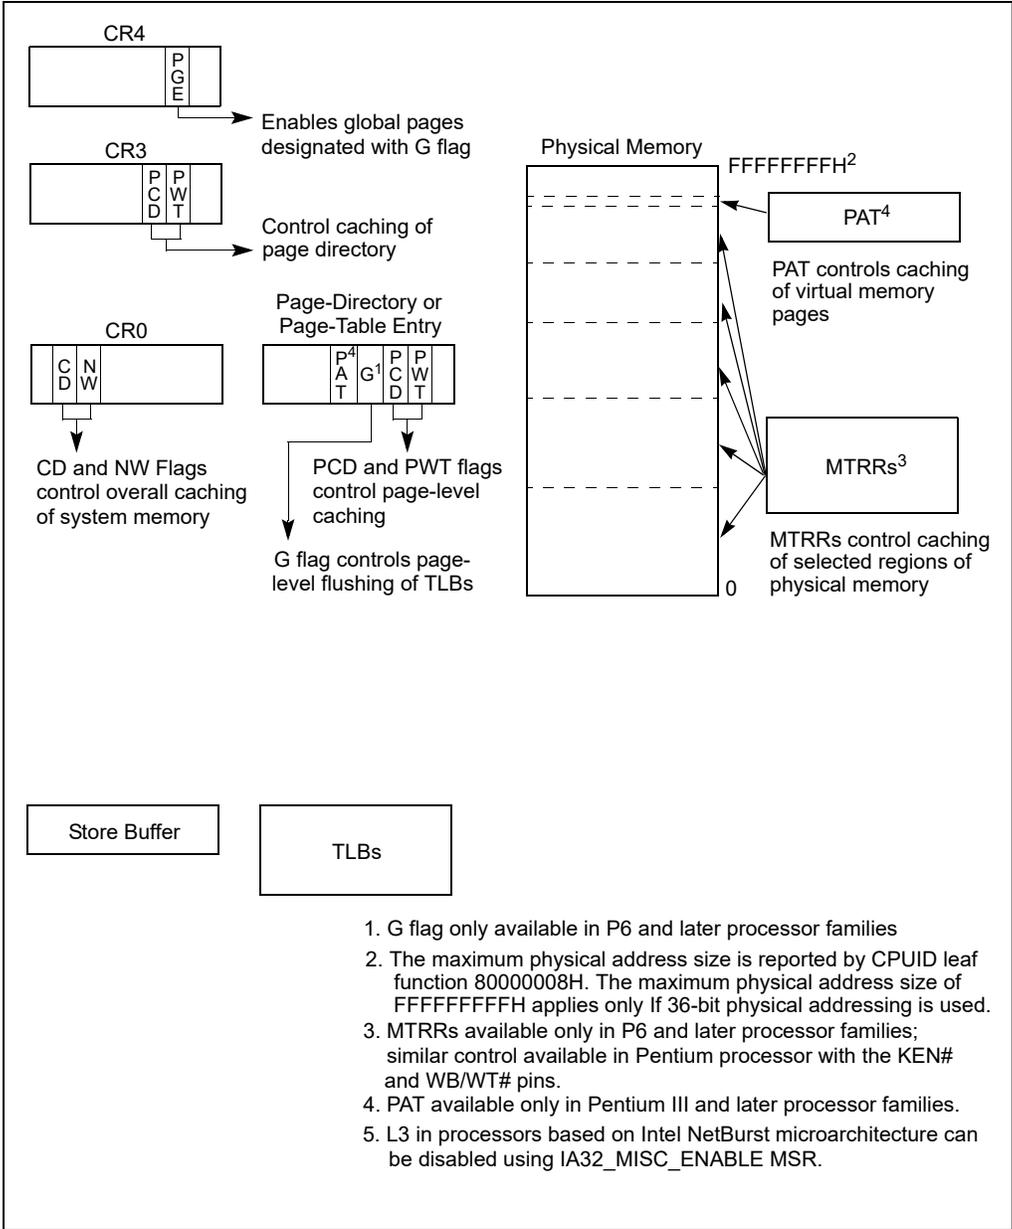 CR4
PGE
Enables global pages
designated with G flag
CR3
PCD
PWT
Control caching of
page directory
CR0
CD
NW
CD and NW Flags
control overall caching
of system memory
Page-Directory or
Page-Table Entry
PAT4
G1
PCD
PWT
PCD and PWT flags
control page-level
caching
G flag controls page-
level flushing of TLBs
Physical Memory
FFFFFFFFH2
PAT4
PAT controls caching
of virtual memory
pages
MTRRs3
MTRRs control caching
of selected regions of
physical memory
0
Store Buffer
TLBs
1. G flag only available in P6 and later processor families
2. The maximum physical address size is reported by CPUID leaf
function 80000008H. The maximum physical address size of
FFFFFFFFFH applies only If 36-bit physical addressing is used.
3. MTRRs available only in P6 and later processor families;
similar control available in Pentium processor with the KEN#
and WB/WT# pins.
4. PAT available only in Pentium III and later processor families.
5. L3 in processors based on Intel NetBurst microarchitecture can
be disabled using IA32_MISC_ENABLE MSR.